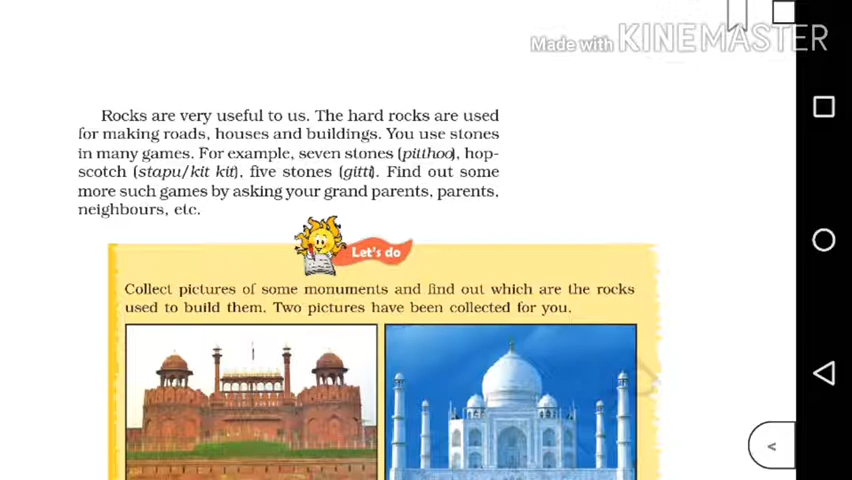 Made with KINEMASTER
Rocks are very useful to us. The hard rocks are used
for making roads, houses and buildings. You use stones
in many games. For example, seven stones (pitthoo), hop-
scotch (stapu/kit kit), five stones (gitti). Find out some
more such games by asking your grand parents, parents,
neighbours, etc.
Let's do
Collect pictures of some monuments and find out which are the rocks
used to build them. Two pictures have been collected for you.
<